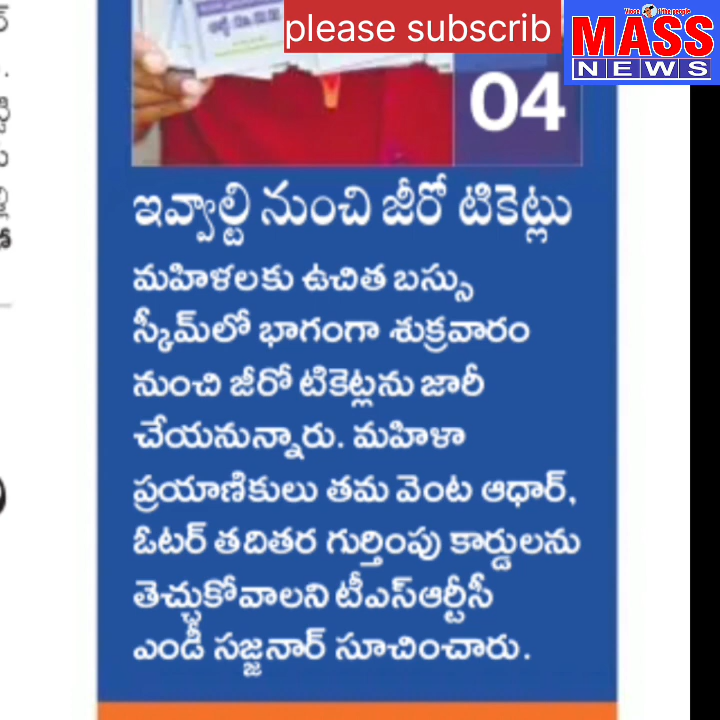 please subscrib
MASS
NEWS
04
ఇవ్వాల్టి నుంచి జీరో టికెట్లు
మహిళలకు ఉచిత బస్సు
స్కీమ్‌లో భాగంగా శుక్రవారం
నుంచి జీరో టికెట్లను జారీ
చేయనున్నారు. మహిళా
ప్రయాణికులు తమ వెంట ఆధార్,
ఓటర్ తదితర గుర్తింపు కార్డులను
తెచ్చుకోవాలని టీఎస్ఆర్టీసీ
ఎండీ సజ్జనార్ సూచించారు.